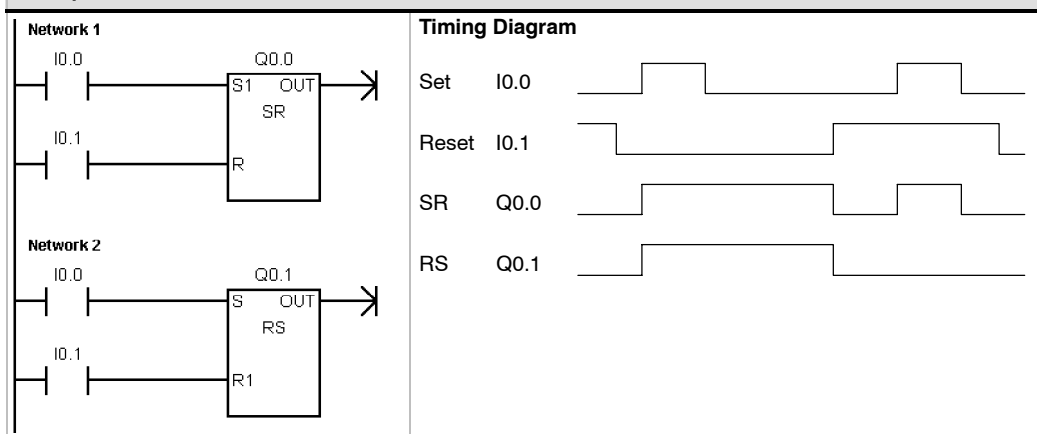 Network 1
I0.0
Q0.0
S1 OUT
SR
I0.1
R
Network 2
I0.0
Q0.1
S OUT
RS
I0.1
R1
Timing Diagram
Set I0.0
Reset I0.1
SR Q0.0
RS Q0.1